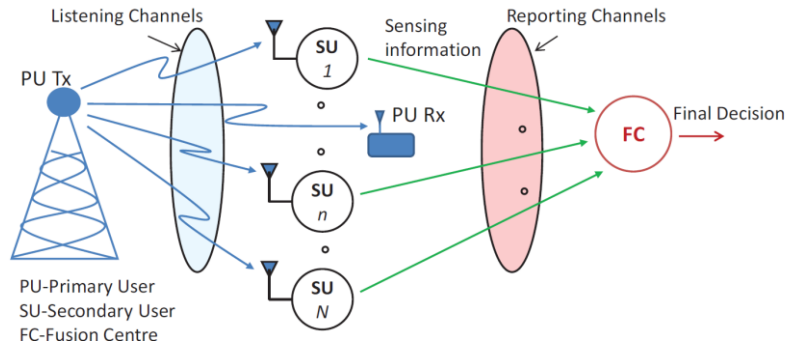 Listening Channels
Sensing
information
Reporting Channels
SU
1
PU Tx
PU Rx
FC
Final Decision
SU
n
SU
N
PU-Primary User
SU-Secondary User
FC-Fusion Centre